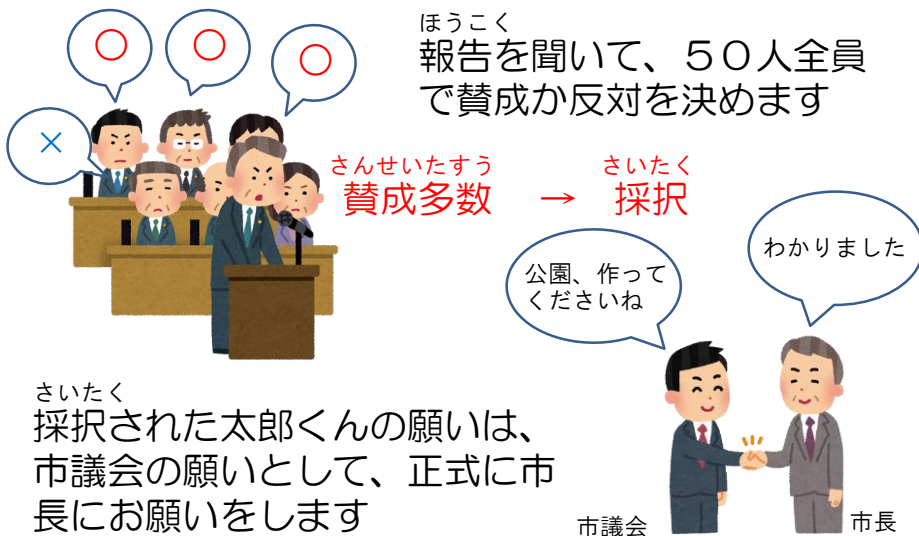 ほうこく
報告を聞いて、５０人全員
で賛成か反対を決めます
○
○
○
×
さんせいたすう　さいたく
賛成多数　→　採択
公園、作って
くださいね
わかりました
さいたく
採択された太郎くんの願いは、
市議会の願いとして、正式に市
長にお願いをします
市議会
市長